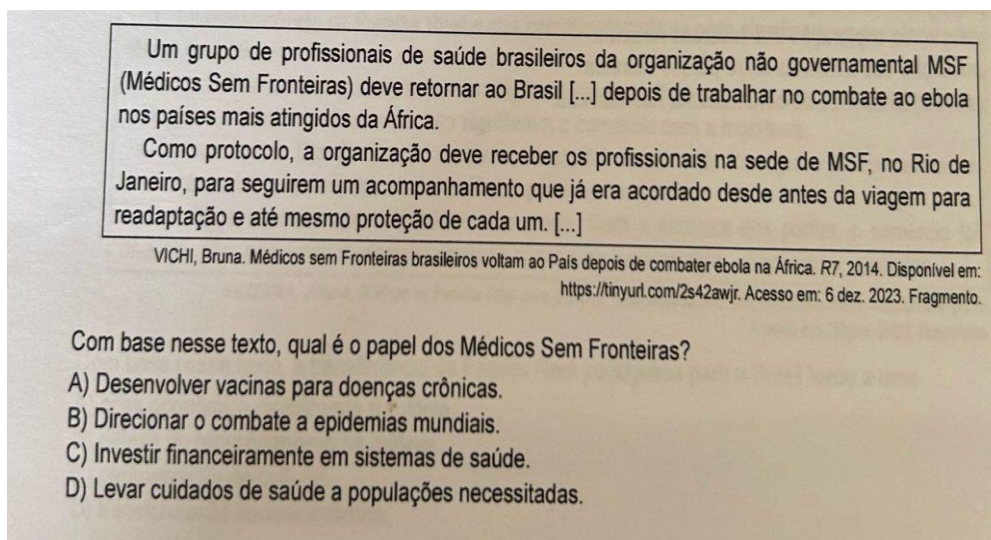 Um grupo de profissionais de saúde brasileiros da organização não governamental MSF
(Médicos Sem Fronteiras) deve retornar ao Brasil [...] depois de trabalhar no combate ao ebola
nos países mais atingidos da África.
Como protocolo, a organização deve receber os profissionais na sede de MSF, no Rio de
Janeiro, para seguirem um acompanhamento que já era acordado desde antes da viagem para
readaptação e até mesmo proteção de cada um. [...]
VICHI, Bruna. Médicos sem Fronteiras brasileiros voltam ao País depois de combater ebola na África. R7, 2014. Disponível em:
https://tinyurl.com/2s42awjr. Acesso em: 6 dez. 2023. Fragmento.
Com base nesse texto, qual é o papel dos Médicos Sem Fronteiras?
A) Desenvolver vacinas para doenças crônicas.
B) Direcionar o combate a epidemias mundiais.
C) Investir financeiramente em sistemas de saúde.
D) Levar cuidados de saúde a populações necessitadas.